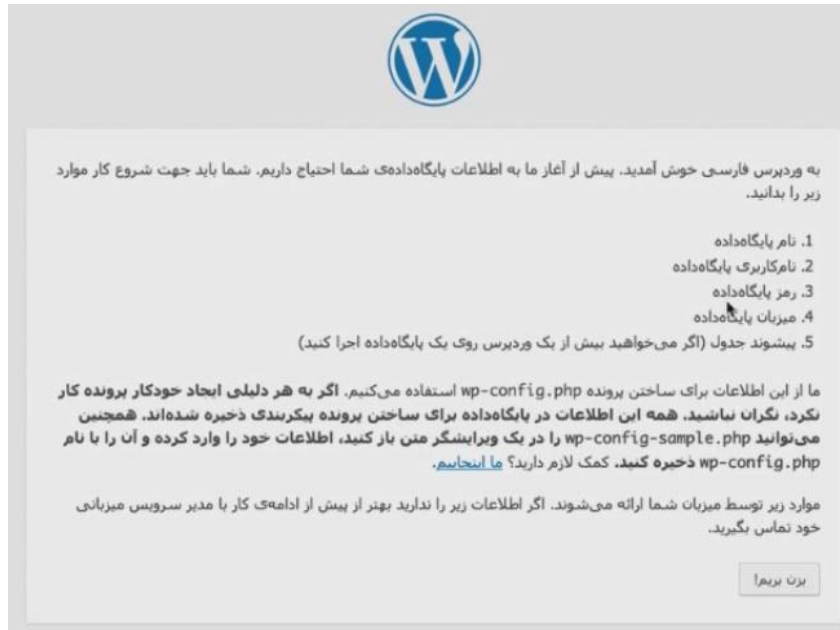 به وردپرس فارسی خوش آمدید. پیش از آغاز ما به اطلاعات پایگاه‌داده‌ی شما احتیاج داریم. شما باید جهت شروع کار موارد
زیر را بدانید.
1. نام پایگاه‌داده
2. نام‌کاربری پایگاه‌داده
3. رمز پایگاه‌داده
4. میزبان پایگاه‌داده
5. پیشوند جدول (اگر می‌خواهید بیش از یک وردپرس روی یک پایگاه‌داده اجرا کنید)
ما از این اطلاعات برای ساختن پرونده wp-config.php استفاده می‌کنیم. اگر به هر دلیلی ایجاد خودکار پرونده کار
نکرد، نگران نباشید. همه این اطلاعات در پایگاه‌داده برای ساختن پرونده پیکربندی ذخیره شده‌اند. همچنین
می‌توانید wp-config-sample.php را در یک ویرایشگر متن باز کنید، اطلاعات خود را وارد کرده و آن را با نام
wp-config.php ذخیره کنید. کمک لازم دارید؟ ما اینجاییم.
موارد زیر توسط میزبان شما ارائه می‌شوند. اگر اطلاعات زیر را ندارید بهتر از پیش از ادامه‌ی کار با مدیر سرویس میزبانی
خود تماس بگیرید.
بزن بریم!